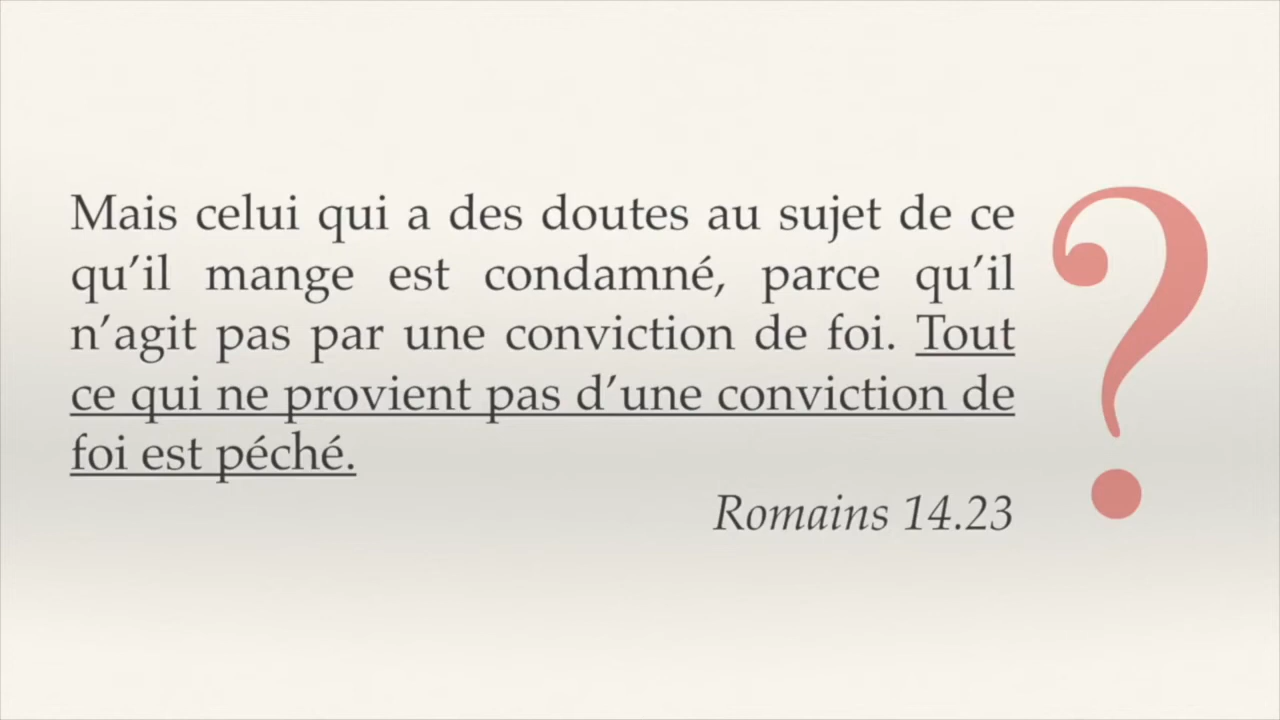 Mais celui qui a des doutes au sujet de ce
qu’il mange est condamné, parce qu’il
n’agit pas par une conviction de foi. Tout
ce qui ne provient pas d’une conviction de
foi est péché.
Romains 14.23
?